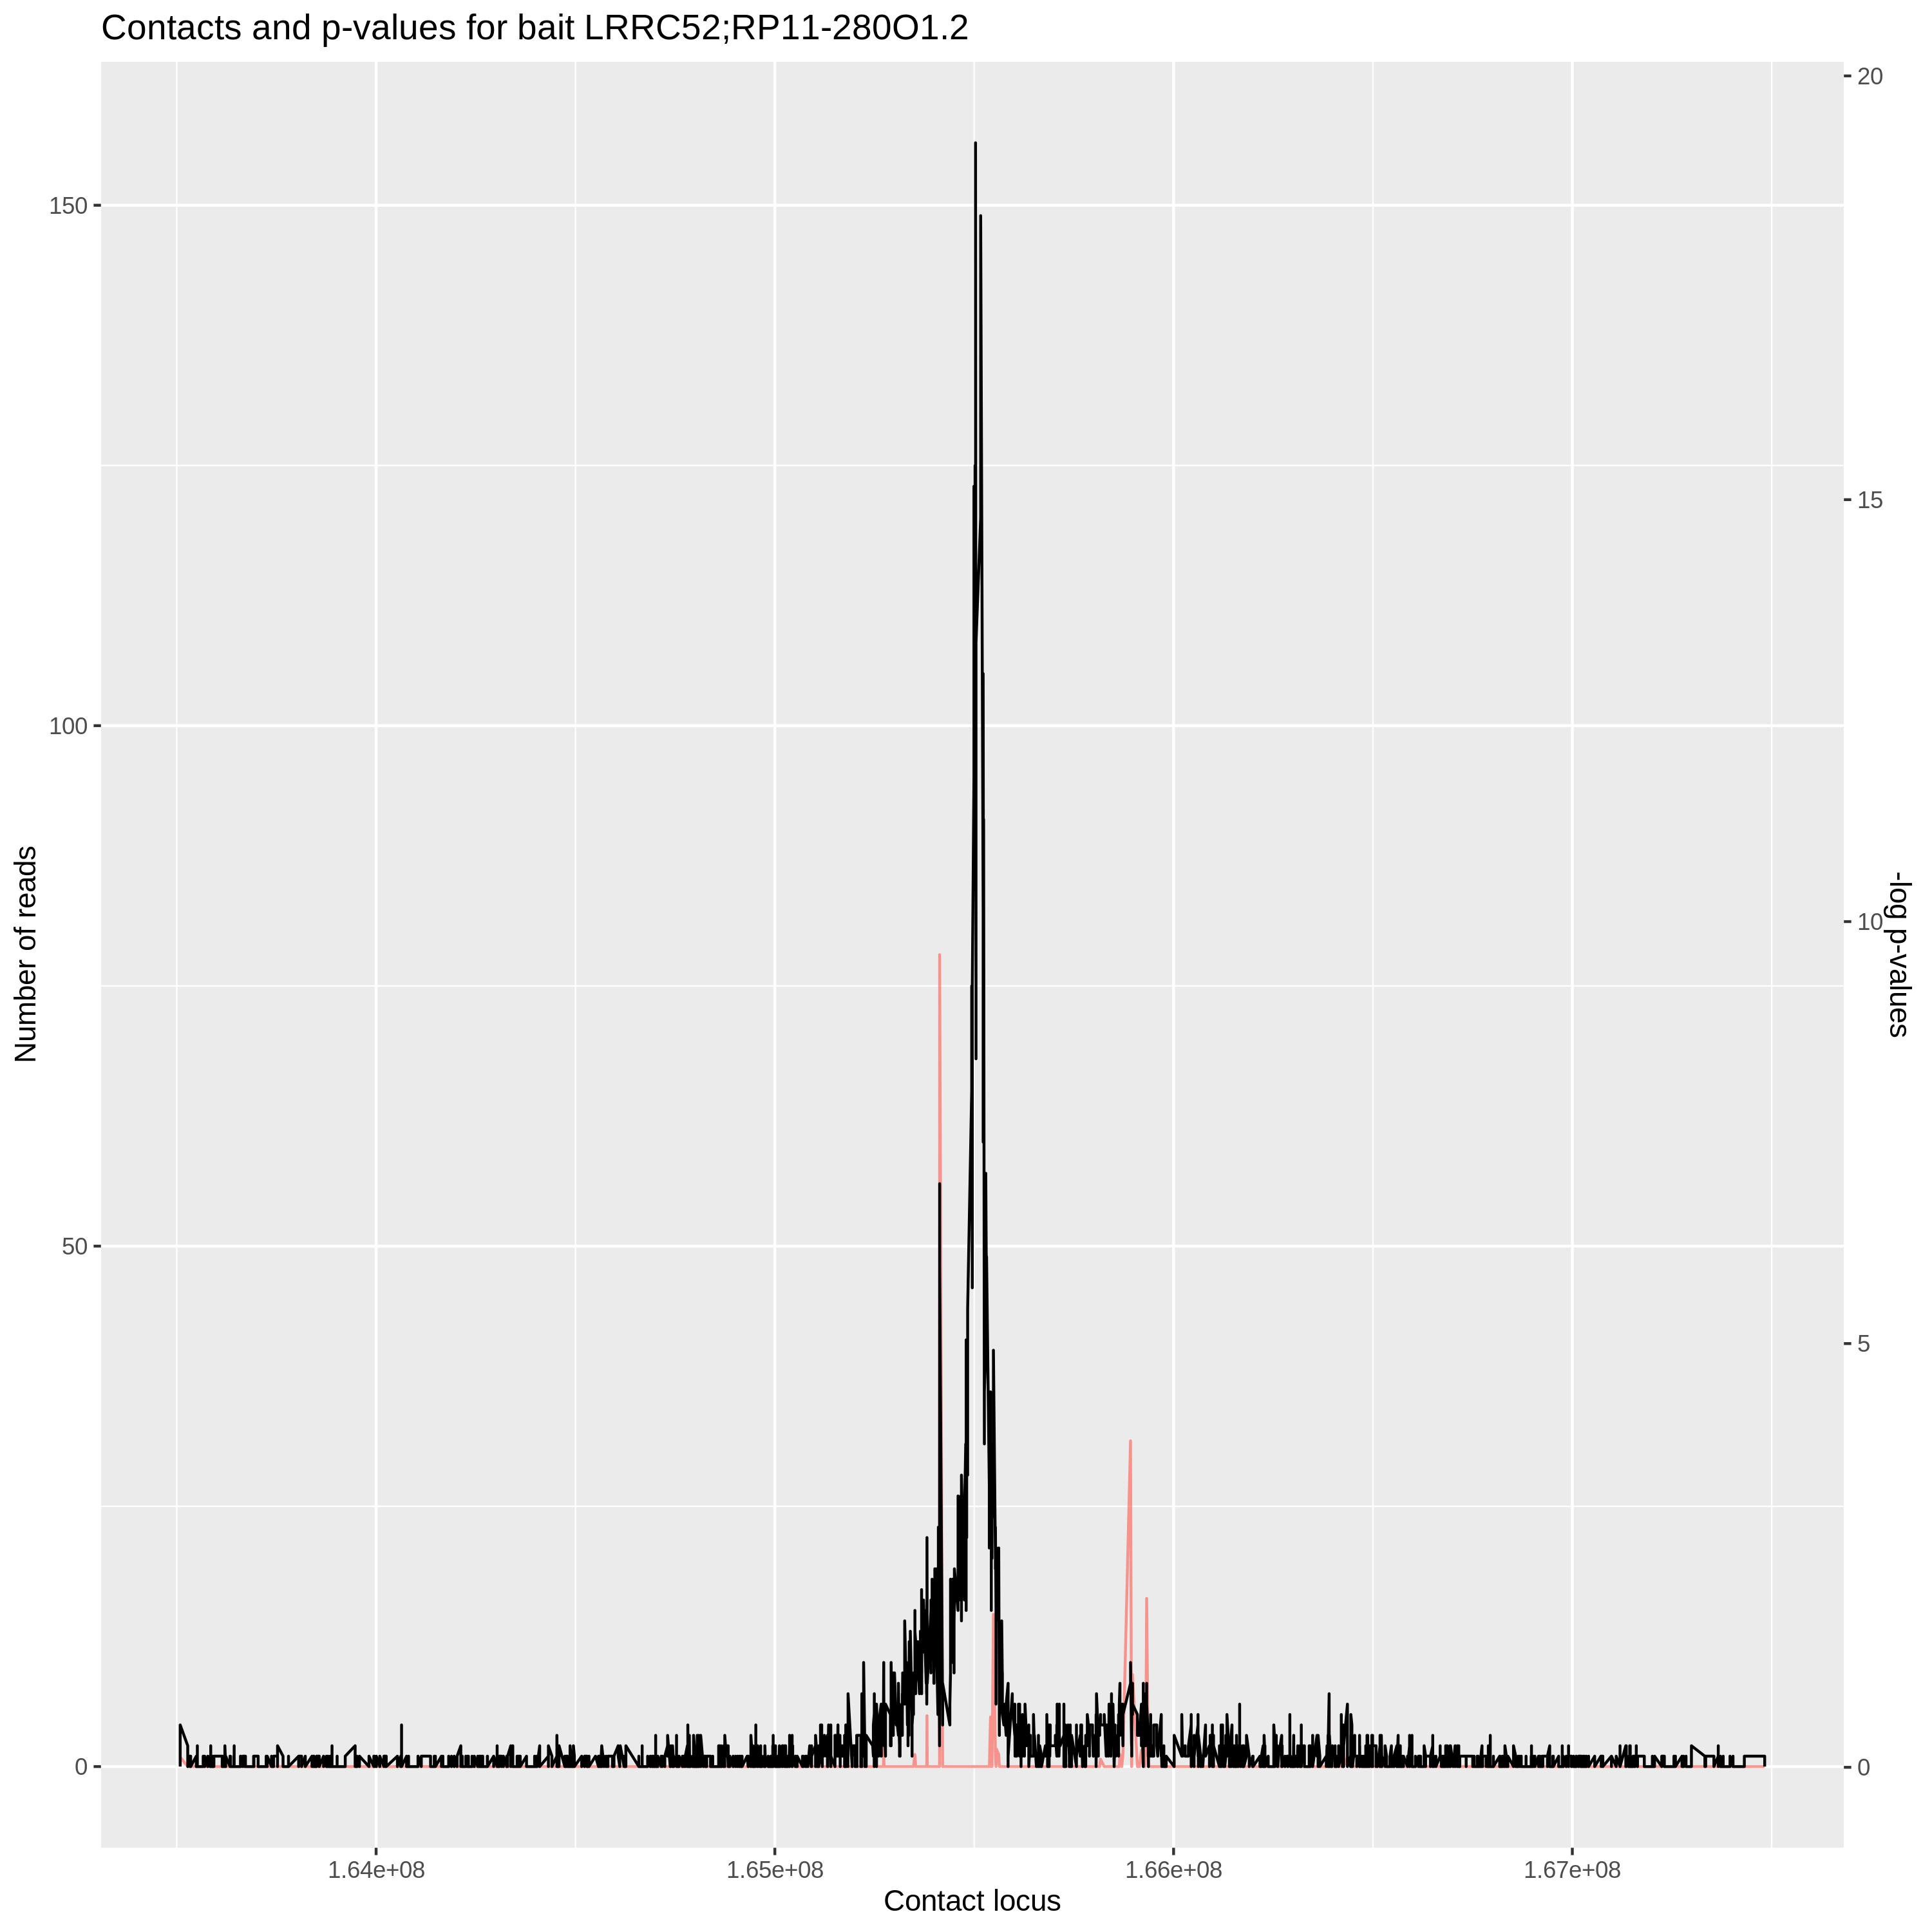 Contacts and p-values for bait LRRC52;RP11-280O1.2
150
100
50
0
Number of reads
20
15
10
5
0
-log p-values
1.64e+08 1.65e+08 1.66e+08 1.67e+08
Contact locus